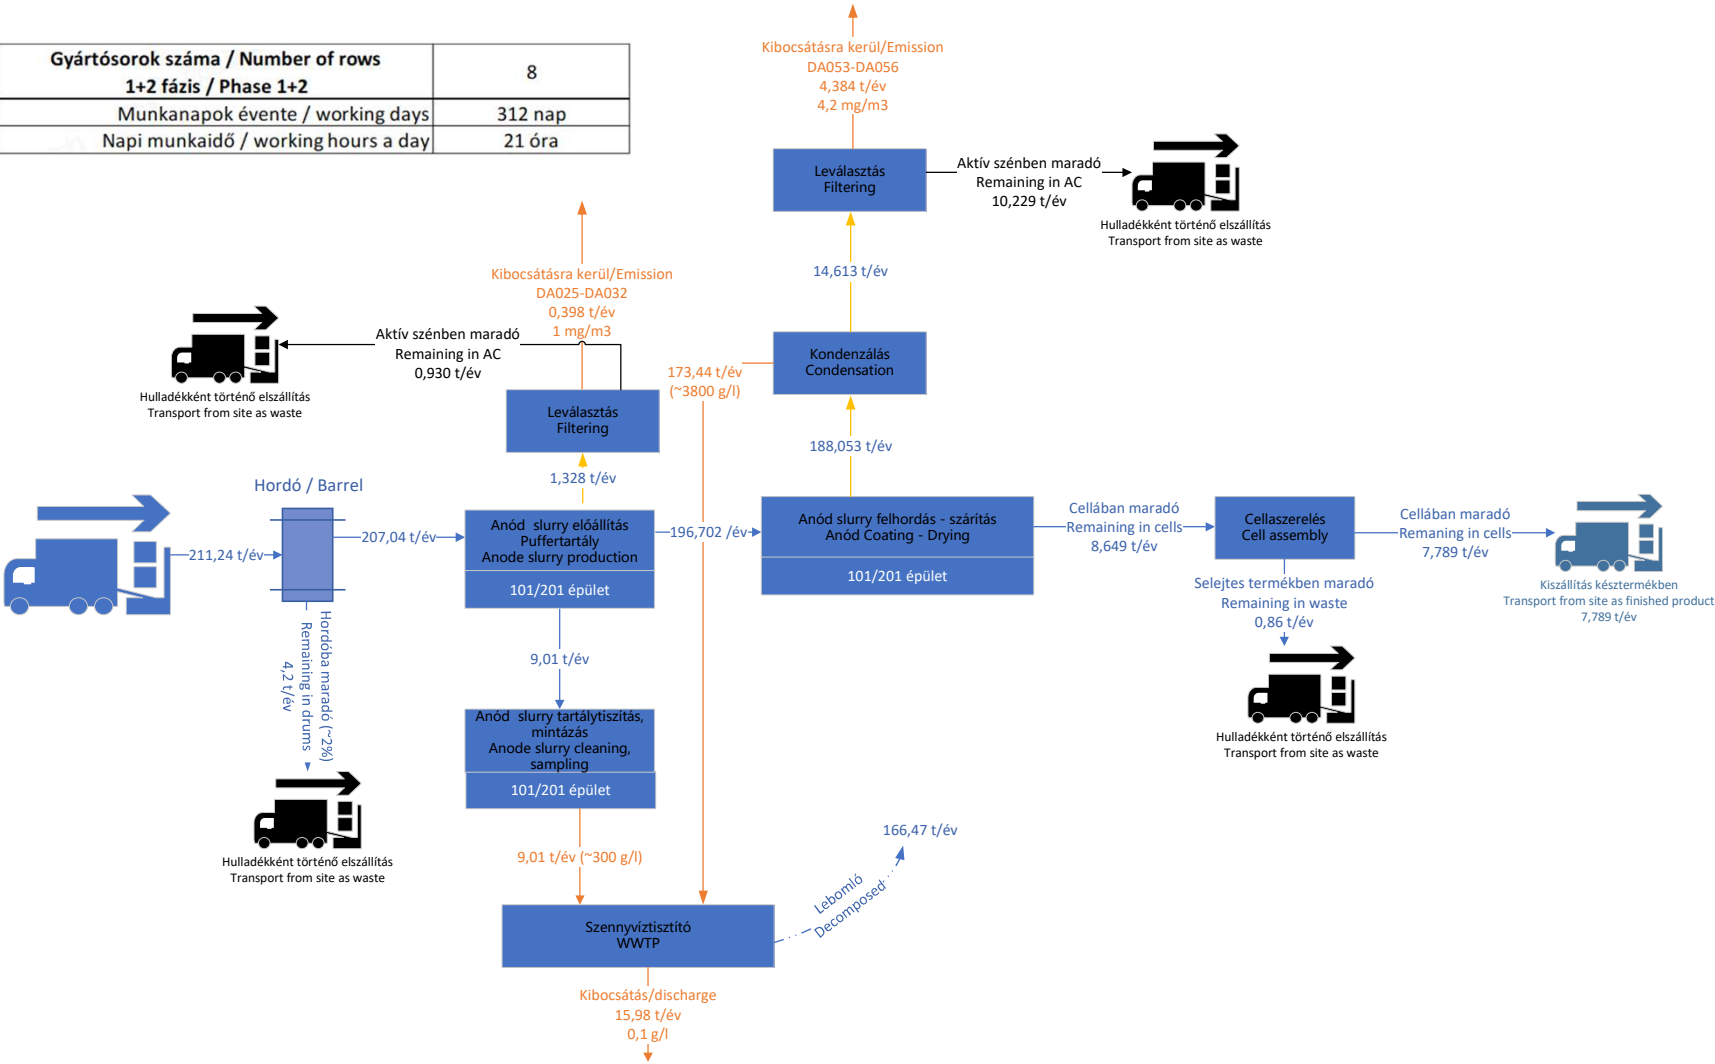 Gyártósorok száma / Number of rows
1+2 fázis / Phase 1+2
8
Munkanapok évente / working days
312 nap
Napi munkaidő / working hours a day
21 óra
Kibocsátásra kerül/Emission
DA053-DA056
4,384 t/év
4,2 mg/m3
Leválasztás
Filtering
Aktív szénben maradó
Remaining in AC
10,229 t/év
Hulladékként történő elszállítás
Transport from site as waste
14,613 t/év
Kibocsátásra kerül/Emission
DA025-DA032
0,398 t/év
1 mg/m3
Aktív szénben maradó
Remaining in AC
0,930 t/év
Hulladékként történő elszállítás
Transport from site as waste
Kondenzálás
Condensation
173,44 t/év
(~3800 g/l)
Leválasztás
Filtering
188,053 t/év
1,328 t/év
Hordó / Barrel
211,24 t/év
207,04 t/év
Anód slurry előállítás
Puffertartály
Anode slurry production
101/201 épület
196,702 /év
Anód slurry felhordás - szárítás
Anód Coating - Drying
101/201 épület
Cellában maradó
Remaining in cells
8,649 t/év
Cellaszerelés
Cell assembly
Cellában maradó
Remaning in cells
7,789 t/év
Kiszállítás késztermékben
Transport from site as finished product
7,789 t/év
Selejtes termékben maradó
Remaining in waste
0,86 t/év
Hulladékként történő elszállítás
Transport from site as waste
Hordóba maradó (~2%)
Remaining in drums
4,2 t/év
Hulladékként történő elszállítás
Transport from site as waste
9,01 t/év
Anód slurry tartálytiszítás,
mintázás
Anode slurry cleaning,
sampling
101/201 épület
9,01 t/év (~300 g/l)
166,47 t/év
Lebomló
Decomposed
Szennyvíztisztító
WWTP
Kibocsátás/discharge
15,98 t/év
0,1 g/l